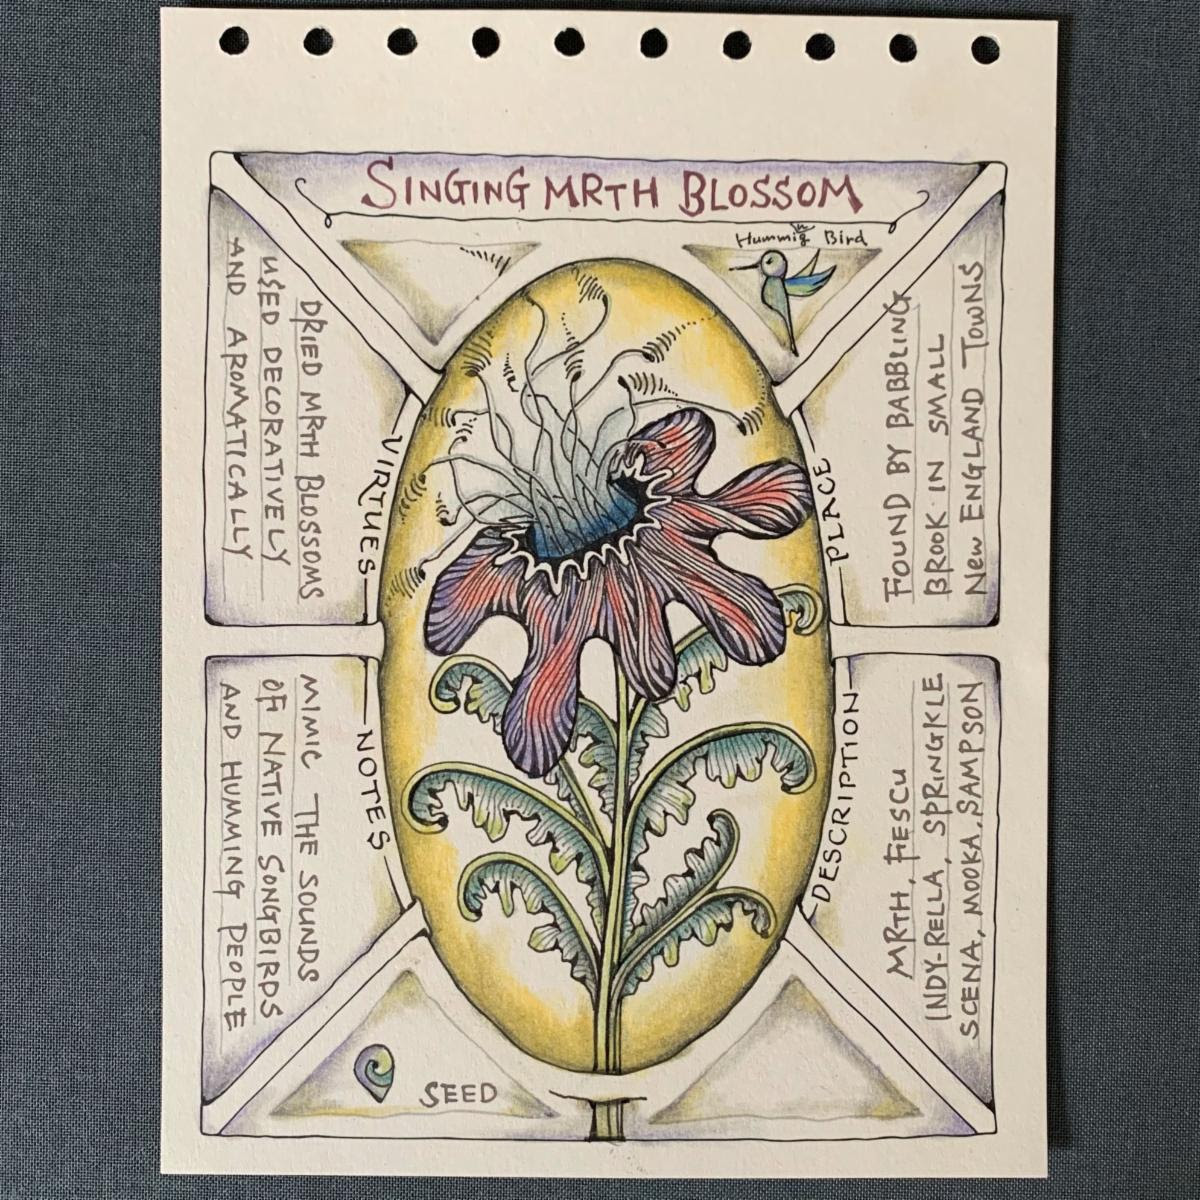 SINGING MRTH BLOSSOM
Hummig Bird
n
VIRTUES
DRIED MRTH BLOSSOMS
USED DECORATIVELY
AND AROMATICALLY
PLACE
FOUND BY BABBLING
BROOK IN SMALL
New ENGLAND TOWNS
NOTES
MIMIC THE SOUNDS
OF NATIVE SONGBIRDS
AND HUMMING PEOPLE
DESCRIPTION
MRTH, FIESCU
INDY-RELLA, SPRINGKLE
SCENA, MOOKA, SAMPSON
SEED